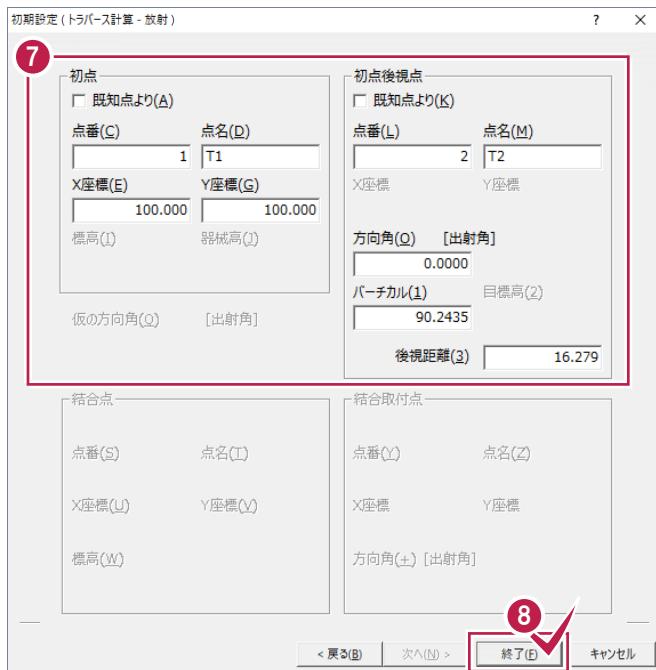 初期設定 ( トラバース計算 - 放射 )
? ×
7
初点
既知点より(A)
点番(C) 点名(D)
1 T1
X座標(E) Y座標(G)
100.000 100.000
標高(I) 器械高(J)
仮の方向角(Q) [出射角]
初点後視点
既知点より(K)
点番(L) 点名(M)
2 T2
X座標 Y座標
方向角(O) [出射角]
0.0000
バーチカル(1) 目標高(2)
90.2435
後視距離(3) 16.279
結合点
点番(S) 点名(T)
X座標(U) Y座標(V)
標高(W)
結合取付点
点番(Y) 点名(Z)
X座標 Y座標
方向角(+) [出射角]
8
< 戻る(B) 次へ(N) > 終了(F) キャンセル